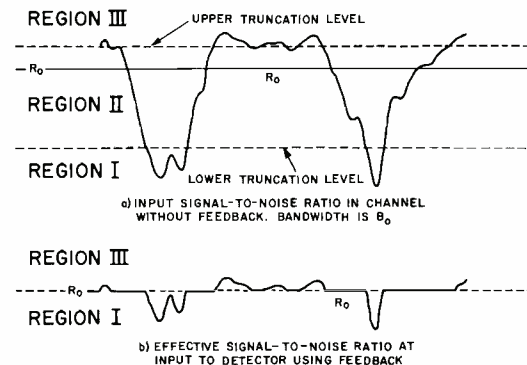 REGION III
UPPER TRUNCATION LEVEL
R₀
R₀
REGION II
REGION I
LOWER TRUNCATION LEVEL
a) INPUT SIGNAL-TO-NOISE RATIO IN CHANNEL
WITHOUT FEEDBACK. BANDWIDTH IS B₀
REGION III
R₀
R₀
REGION I
b) EFFECTIVE SIGNAL-TO-NOISE RATIO AT
INPUT TO DETECTOR USING FEEDBACK